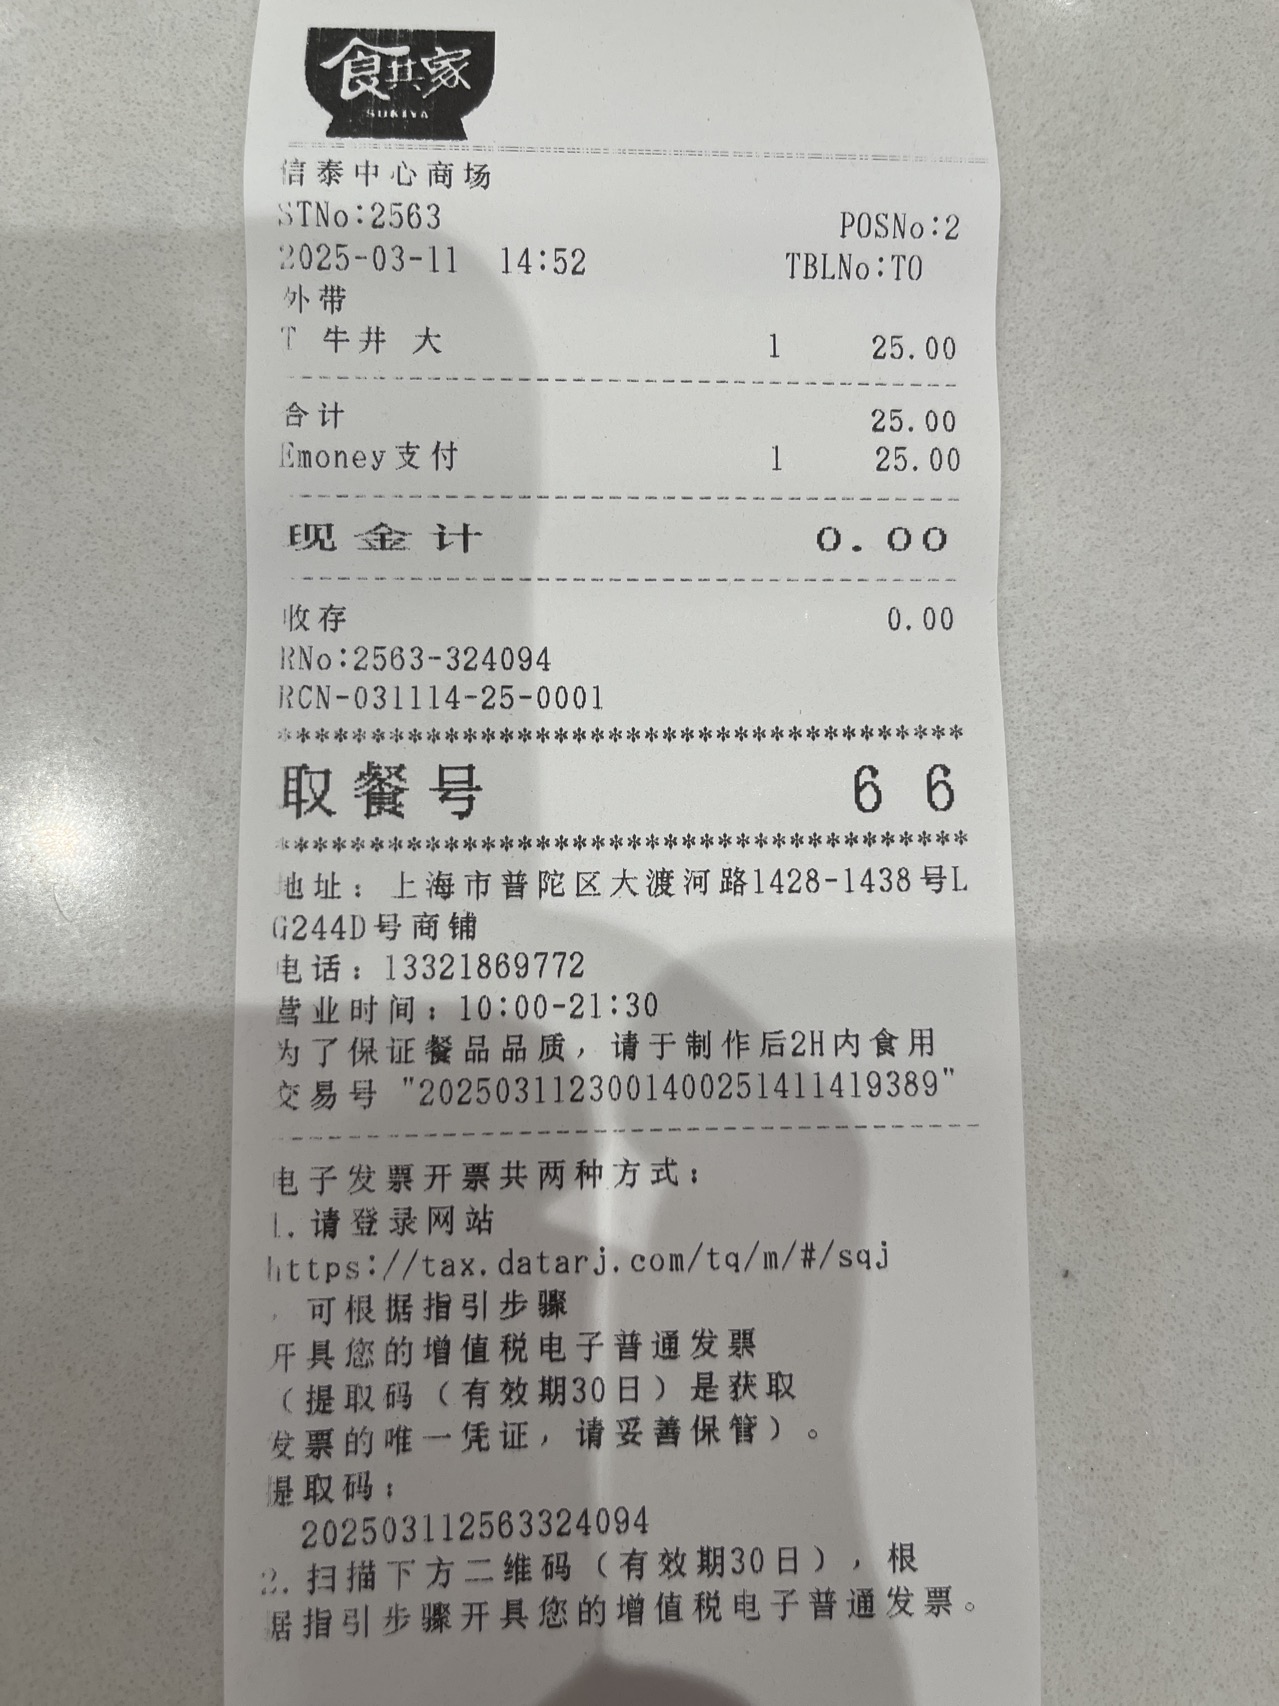 食其家
SUKIYA
信泰中心商场
STNo:2563 POSNo:2
2025-03-11 14:52 TBLNo:T0
外带
T 牛丼 大 1 25.00
合计 25.00
Emoney支付 1 25.00
现金计 0.00
收存 0.00
RNo:2563-324094
RCN-031114-25-0001
*************************************
取餐号 66
*************************************
地址：上海市普陀区大渡河路1428-1438号L
G244D号商铺
电话：13321869772
营业时间：10:00-21:30
为了保证餐品品质，请于制作后2H内食用
交易号 "2025031123001400251411419389"
电子发票开票共两种方式：
1.请登录网站
https://tax.datarj.com/tq/m/#/sqj
，可根据指引步骤
开具您的增值税电子普通发票
（提取码（有效期30日）是获取
发票的唯一凭证，请妥善保管）。
提取码：
202503112563324094
2.扫描下方二维码（有效期30日），根
据指引步骤开具您的增值税电子普通发票。